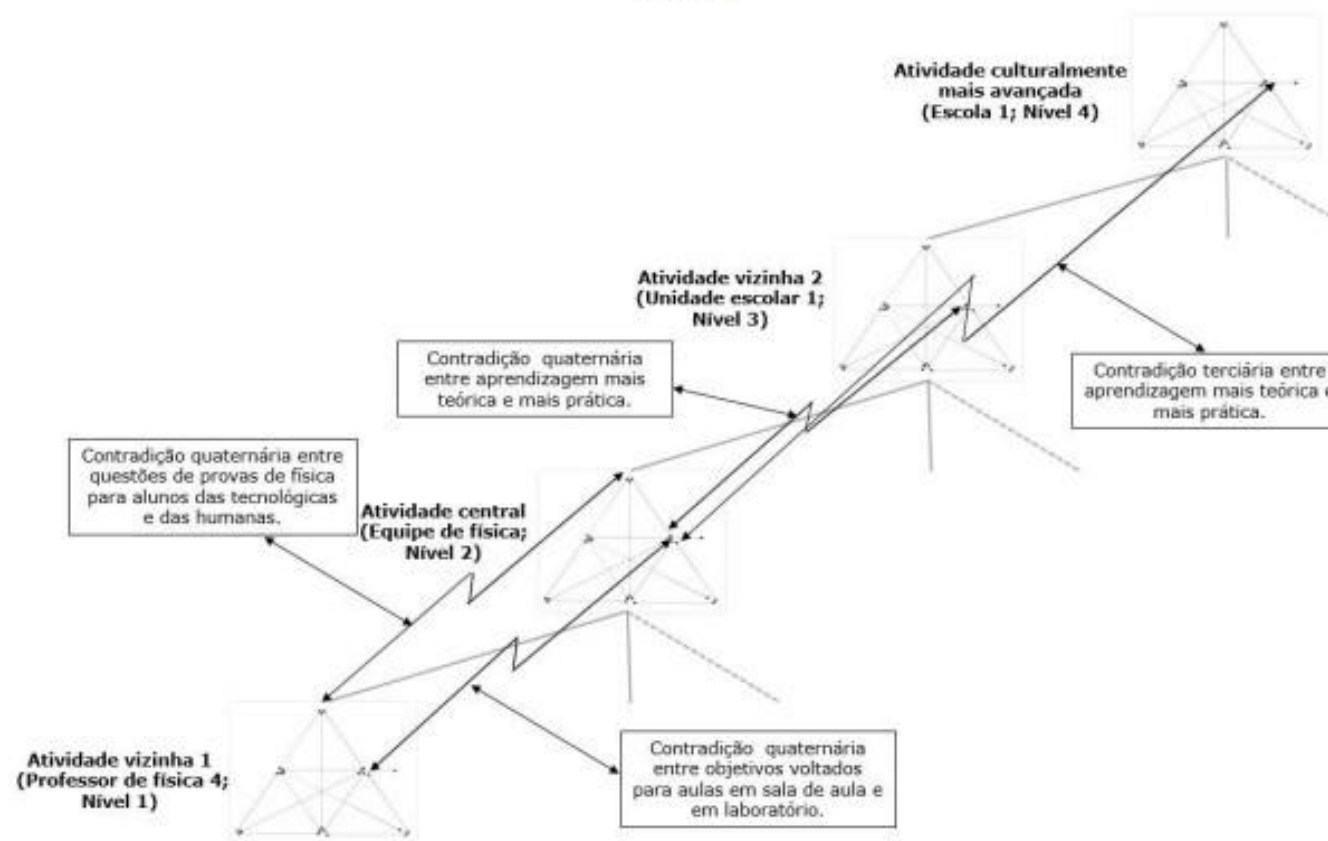 Atividade culturalmente
mais avançada
(Escola 1; Nível 4)
Atividade vizinha 2
(Unidade escolar 1;
Nível 3)
Contradição quaternária
entre aprendizagem mais
teórica e mais prática.
Contradição terciária entre
aprendizagem mais teórica e
mais prática.
Contradição quaternária entre
questões de provas de física
para alunos das tecnológicas
e das humanas.
Atividade central
(Equipe de física;
Nível 2)
Atividade vizinha 1
(Professor de física 4;
Nível 1)
Contradição quaternária
entre objetivos voltados
para aulas em sala de aula e
em laboratório.